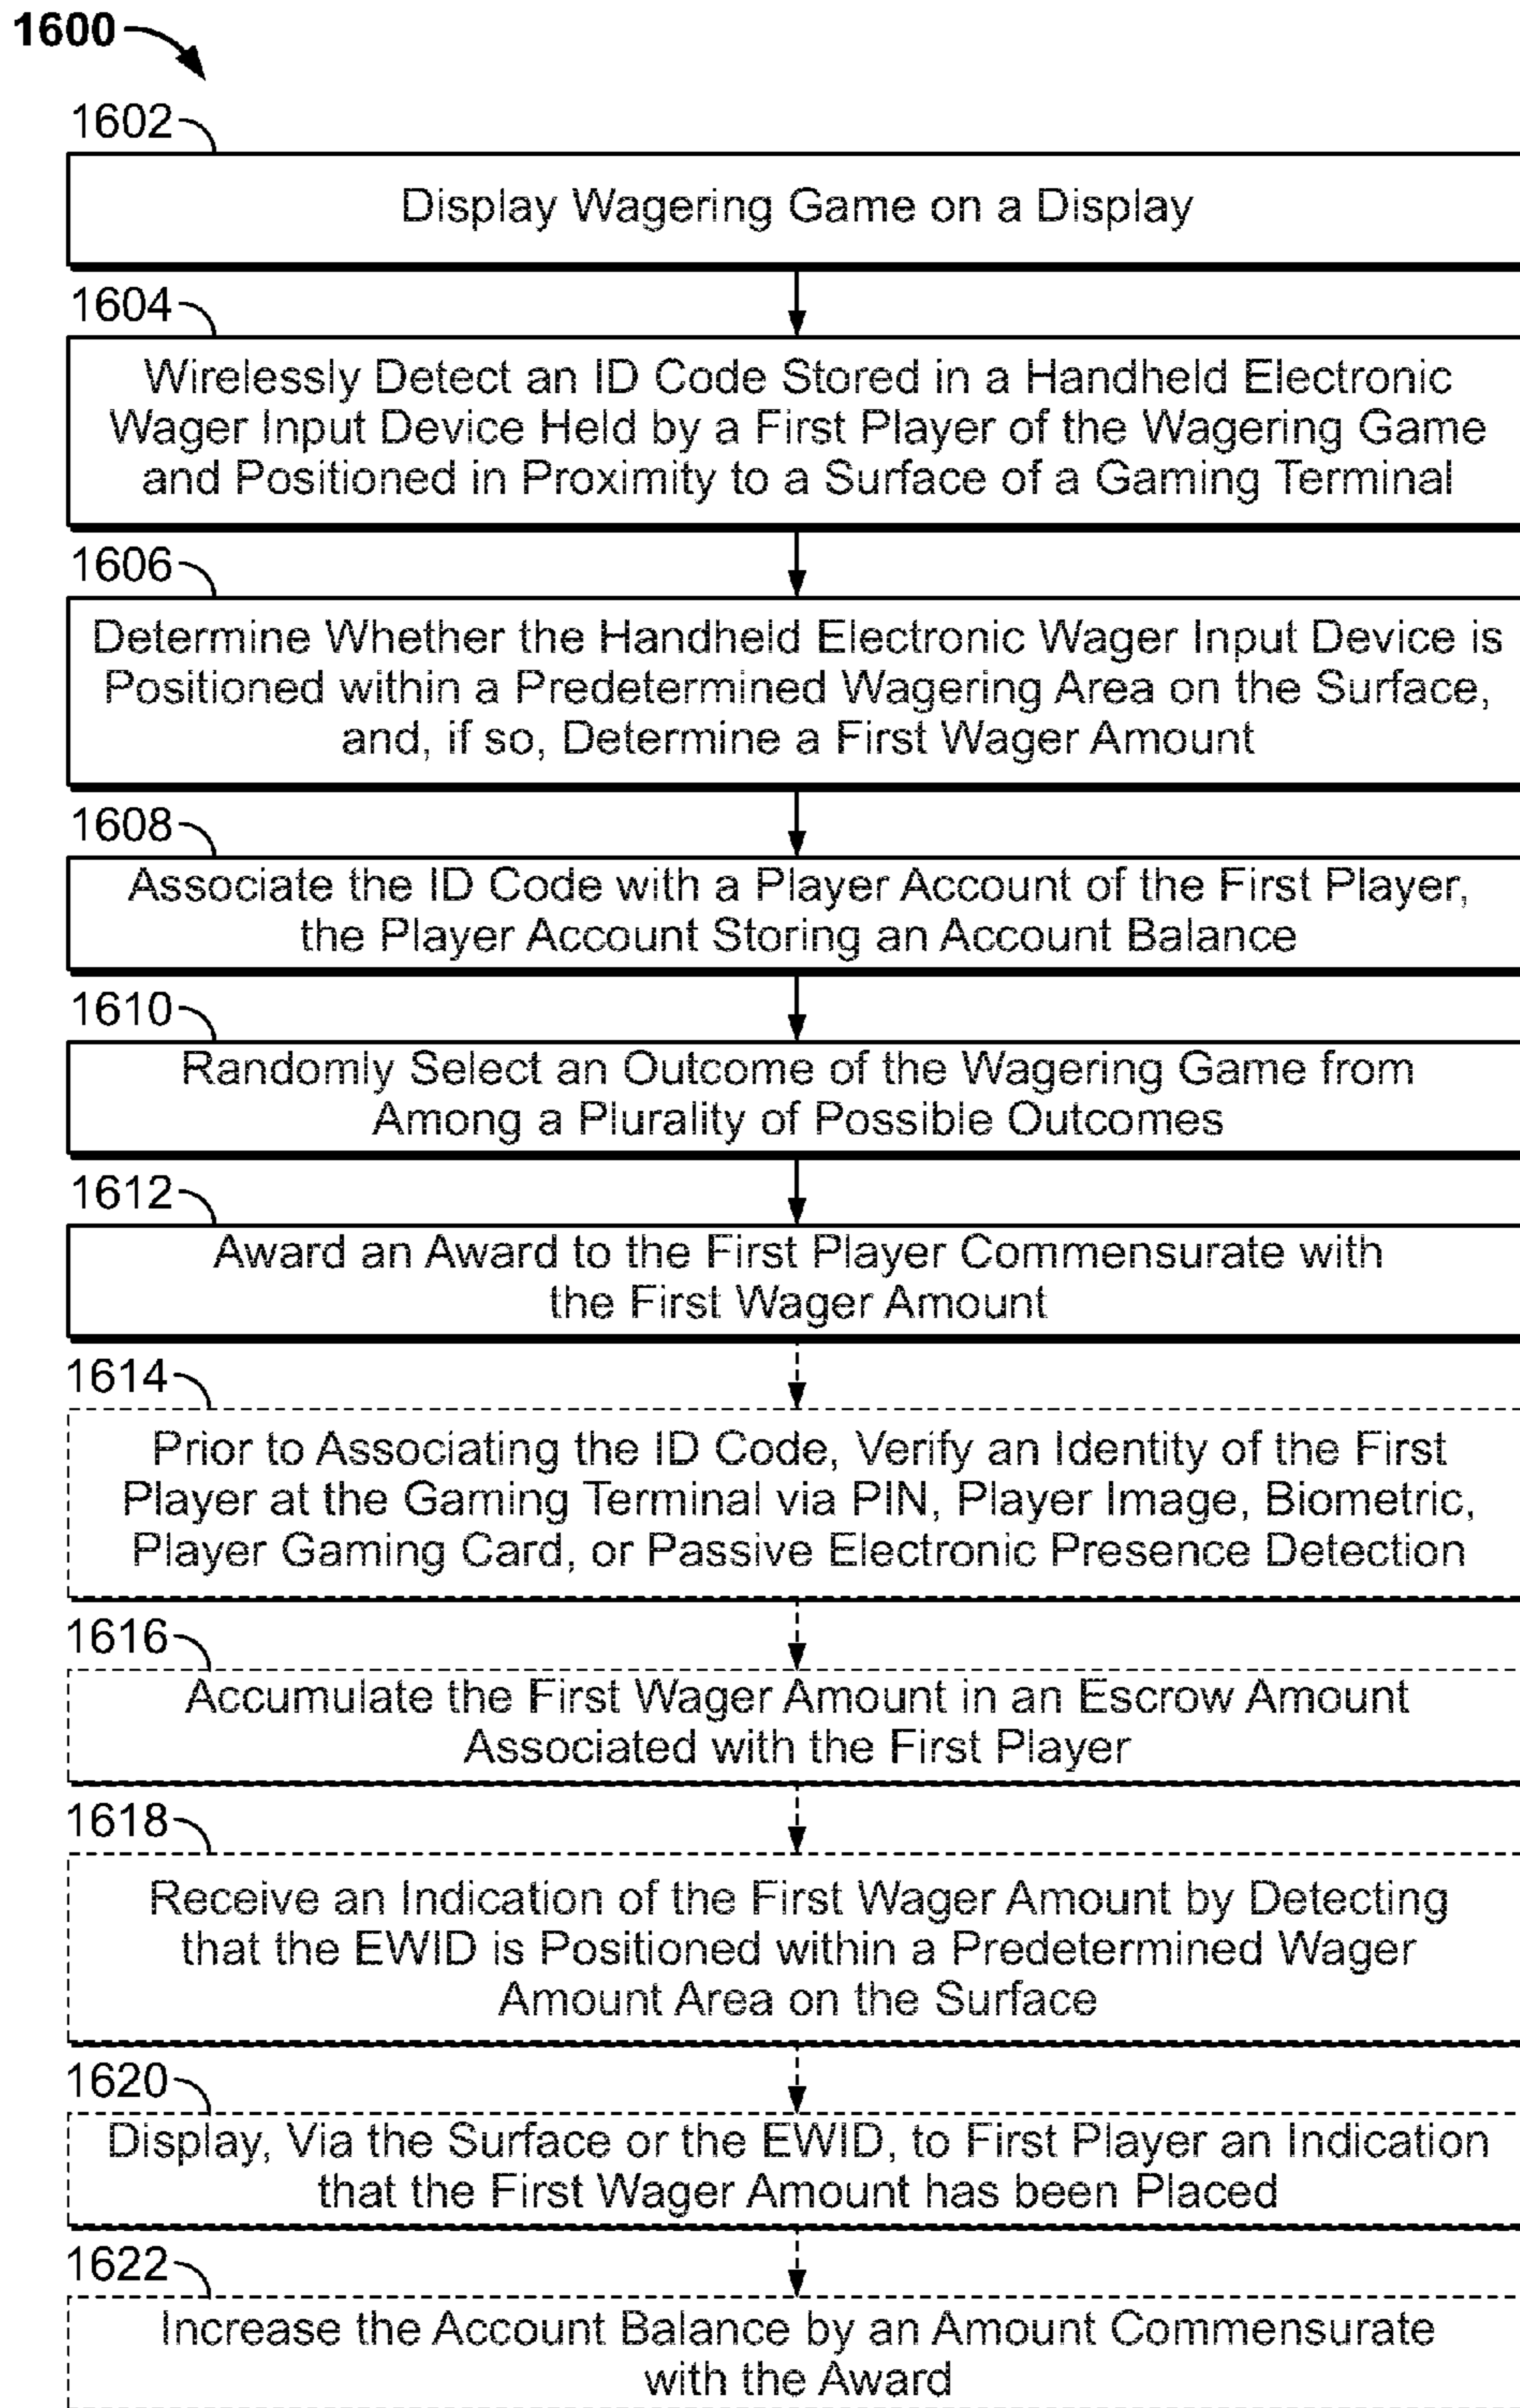 1600
1602
Display Wagering Game on a Display
1604
Wirelessly Detect an ID Code Stored in a Handheld Electronic
Wager Input Device Held by a First Player of the Wagering Game
and Positioned in Proximity to a Surface of a Gaming Terminal
1606
Determine Whether the Handheld Electronic Wager Input Device is
Positioned within a Predetermined Wagering Area on the Surface,
and, if so, Determine a First Wager Amount
1608
Associate the ID Code with a Player Account of the First Player,
the Player Account Storing an Account Balance
1610
Randomly Select an Outcome of the Wagering Game from
Among a Plurality of Possible Outcomes
1612
Award an Award to the First Player Commensurate with
the First Wager Amount
1614
Prior to Associating the ID Code, Verify an Identity of the First
Player at the Gaming Terminal via PIN, Player Image, Biometric,
Player Gaming Card, or Passive Electronic Presence Detection
1616
Accumulate the First Wager Amount in an Escrow Amount
Associated with the First Player
1618
Receive an Indication of the First Wager Amount by Detecting
that the EWID is Positioned within a Predetermined Wager
Amount Area on the Surface
1620
Display, Via the Surface or the EWID, to First Player an Indication
that the First Wager Amount has been Placed
1622
Increase the Account Balance by an Amount Commensurate
with the Award